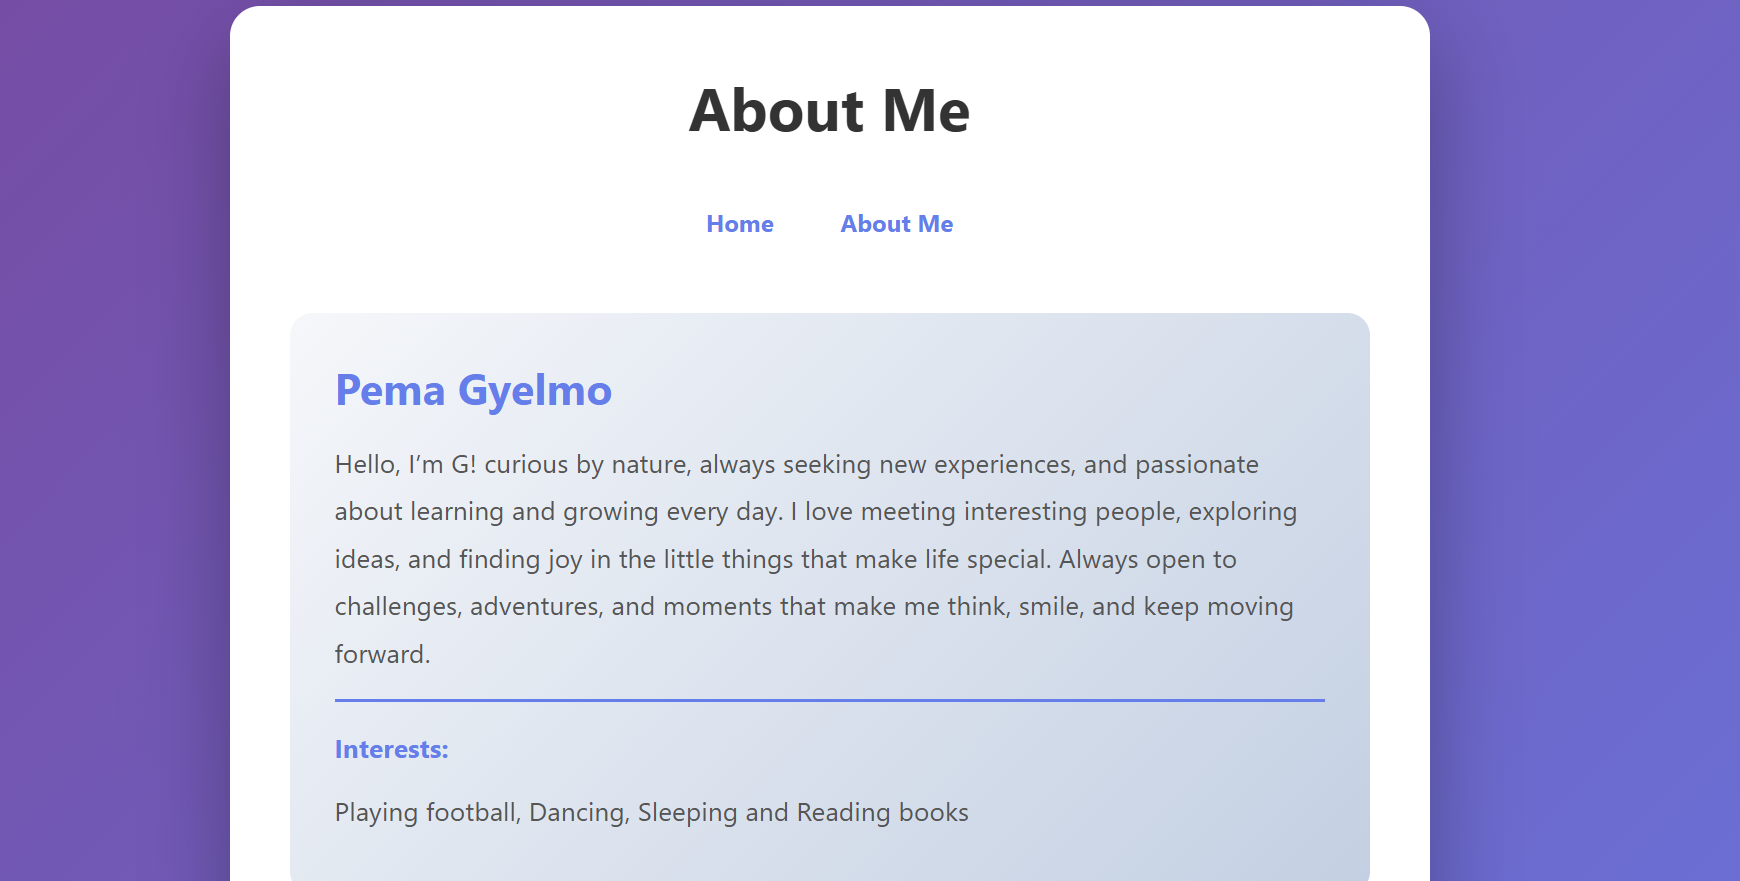 About Me
Home About Me
Pema Gyelmo
Hello, I’m G! curious by nature, always seeking new experiences, and passionate
about learning and growing every day. I love meeting interesting people, exploring
ideas, and finding joy in the little things that make life special. Always open to
challenges, adventures, and moments that make me think, smile, and keep moving
forward.
Interests:
Playing football, Dancing, Sleeping and Reading books